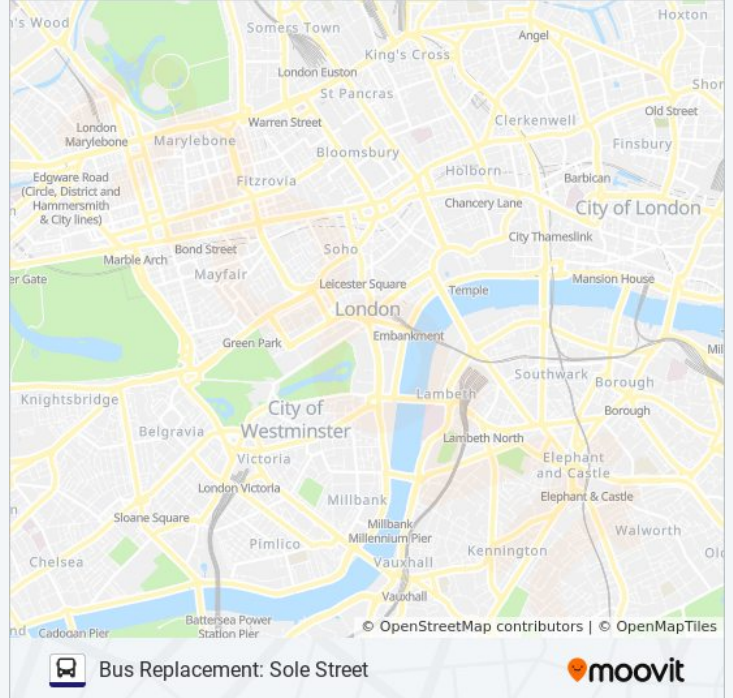 's Wood
Somers Town
Hoxton
Angel
King's Cross
London Euston
Shor
St Pancras
Old Street
Warren Street
Clerkenwell
London
Marylebone
Marylebone
Finsbury
Bloomsbury
Holborn
Edgware Road
(Circle, District and
Hammersmith
& City lines)
Fitzrovia
Barbican
Chancery Lane
City of London
n
City Thameslink
Bond Street
Soho
Marble Arch
Mayfair
er Gate
Leicester Square
Mansion House
Temple
London
Embankment
Green Park
Mil
Southwark
Borough
Knightsbridge
Lambeth
City of
Westminster
Borough
Belgravia
Lambeth North
Victoria
Elephant
and Castle
London Victoria
Elephant & Castle
Millbank
n
Sloane Square
Millbank
Millennium Pier
Walworth
Pimlico
Kennington
Chelsea
Vauxhall
Vauxhall
Battersea Power
Station Pier
nd
Cadogan Pier
© OpenStreetMap contributors | © OpenMapTiles
Bus Replacement: Sole Street
moovit